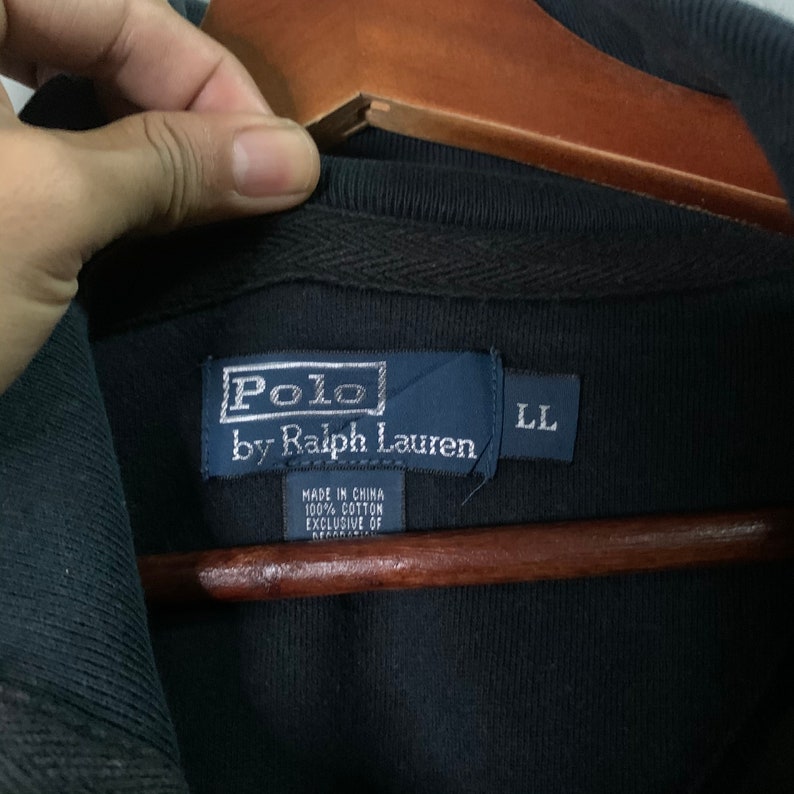 Polo
by Ralph Lauren
LL
MADE IN CHINA
100% COTTON
EXCLUSIVE OF